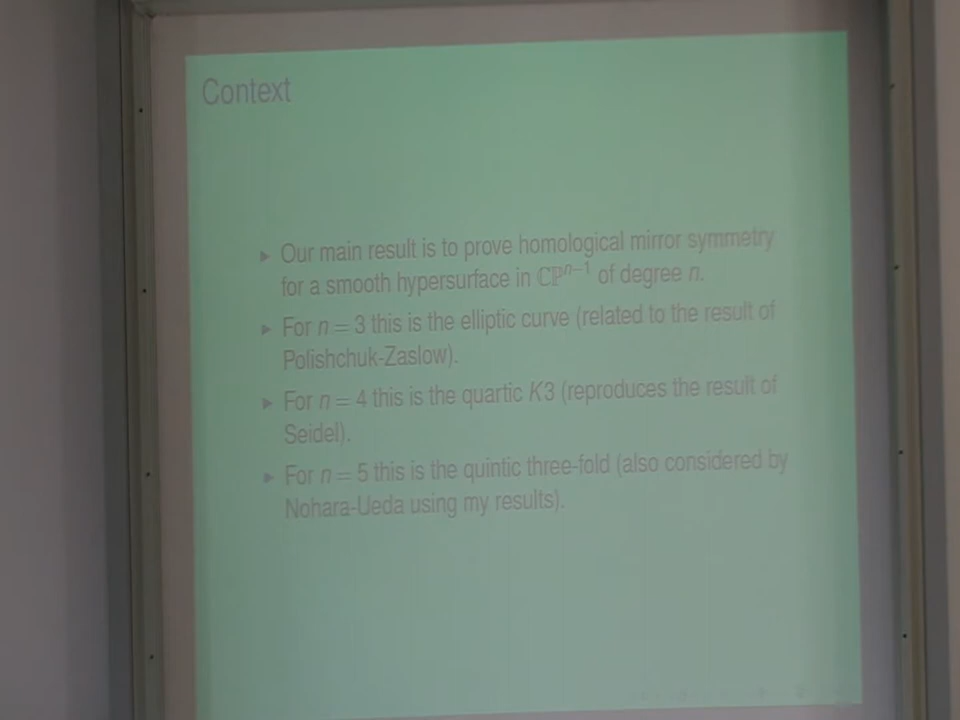 Context
▸ Our main result is to prove homological mirror symmetry
for a smooth hypersurface in ℂℙⁿ⁻¹ of degree n.
▸ For n = 3 this is the elliptic curve (related to the result of
Polishchuk-Zaslow).
▸ For n = 4 this is the quartic K3 (reproduces the result of
Seidel).
▸ For n = 5 this is the quintic three-fold (also considered by
Nohara-Ueda using my results).